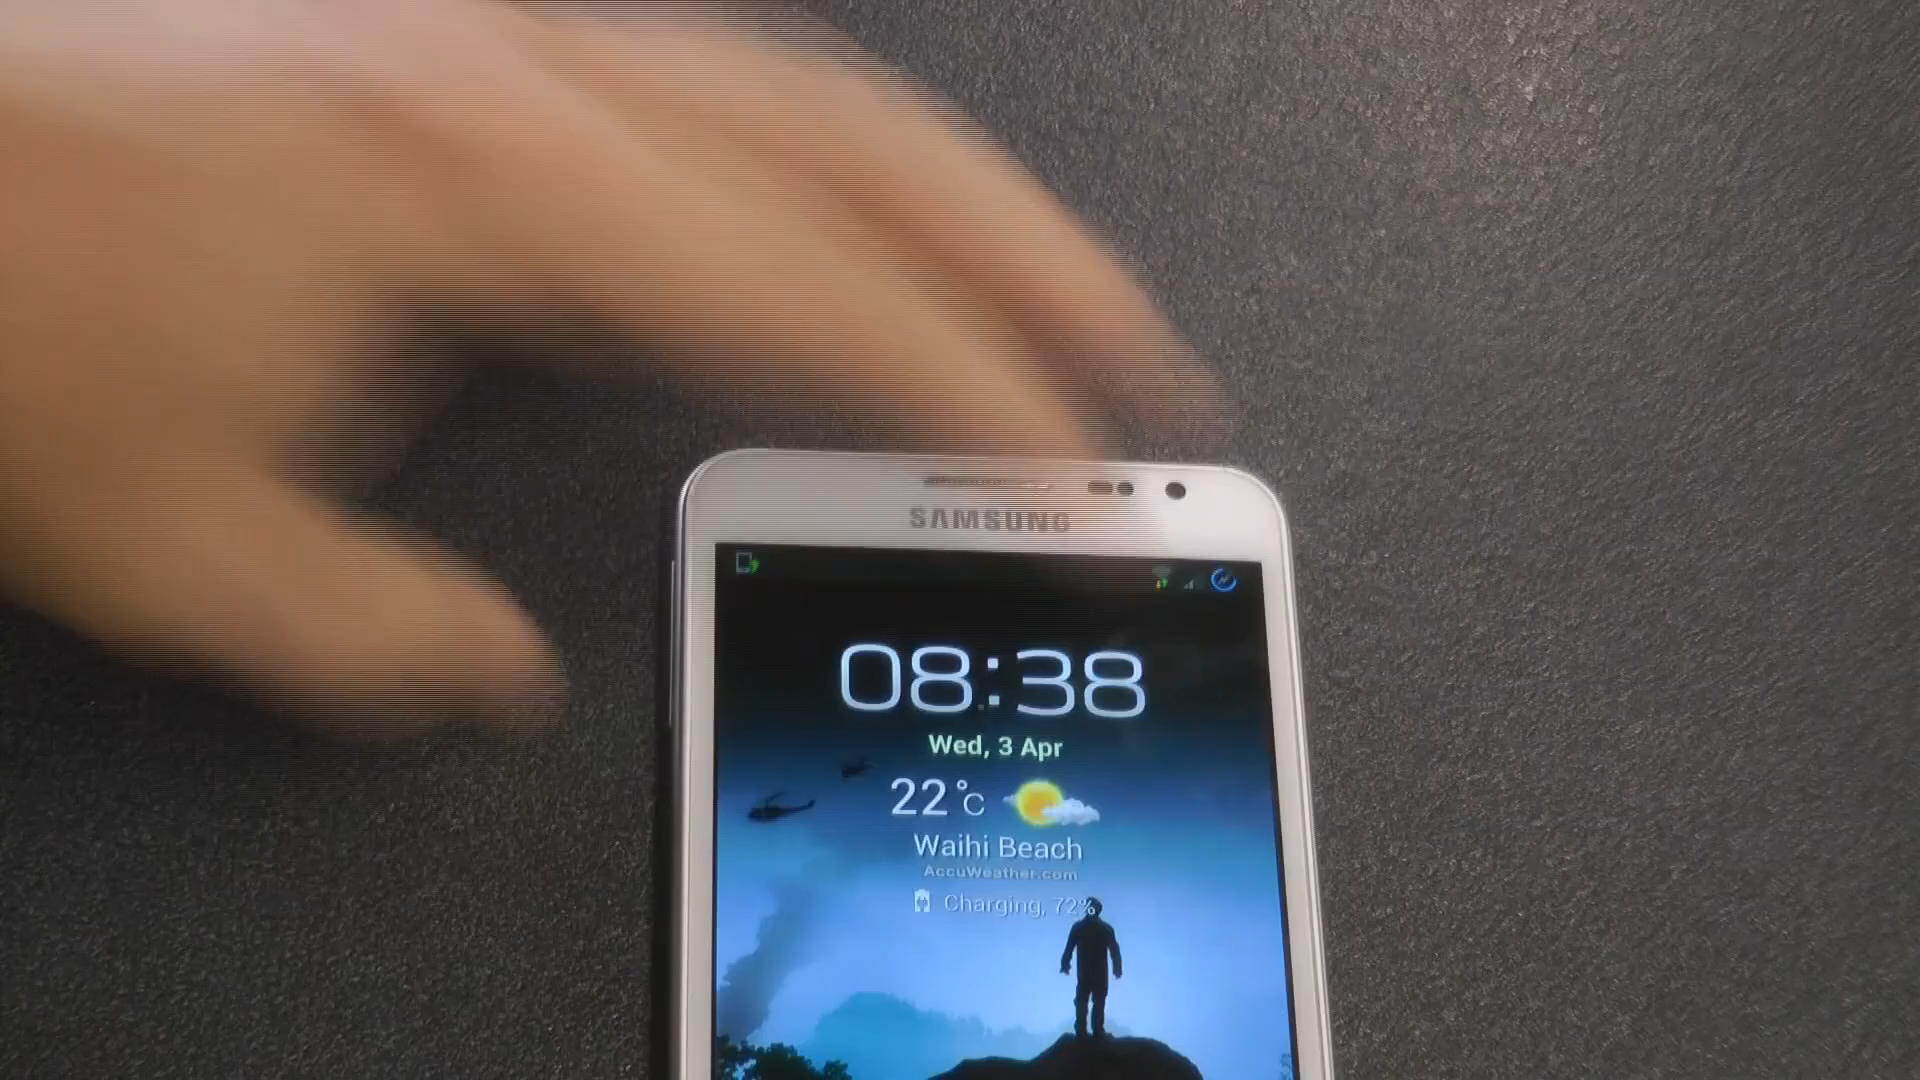 SAMSUNG
08:38
Wed, 3 Apr
22°C
Waihi Beach
AccuWeather.com
Charging, 72%